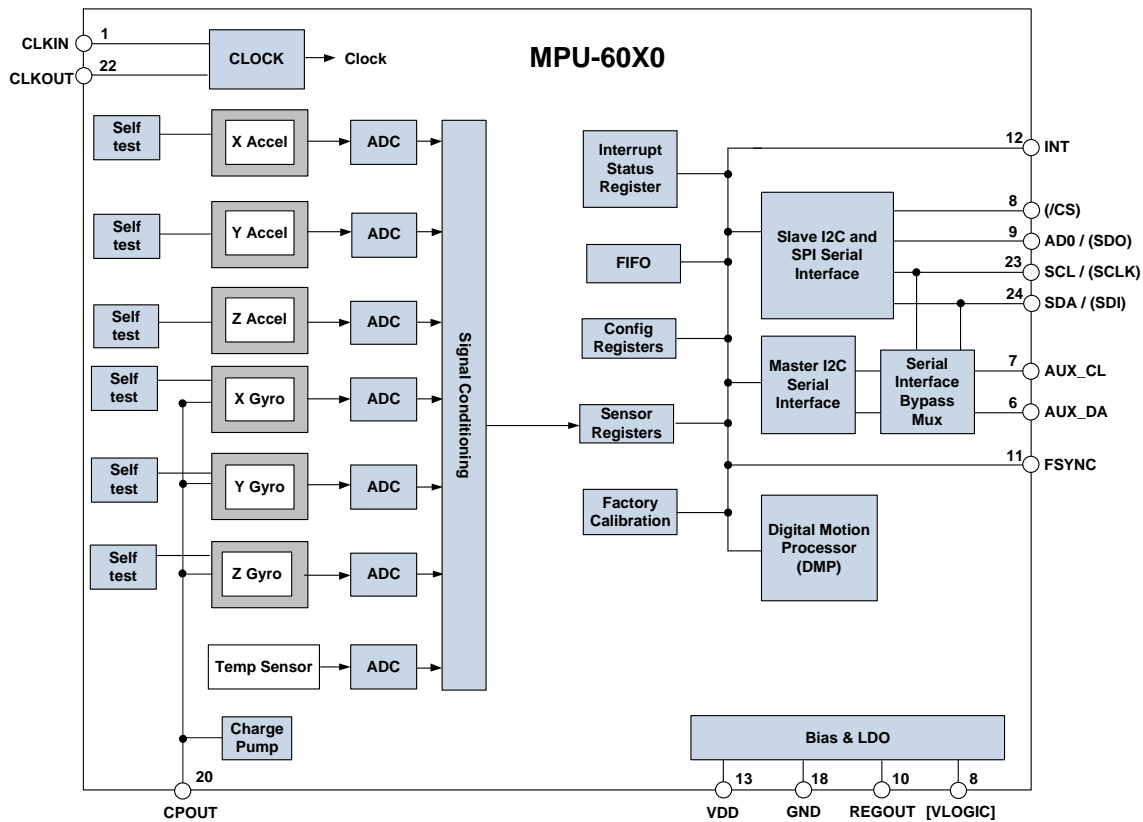 MPU-60X0
CLKIN
1
CLKOUT
22
CLOCK
Clock
Self
test
X Accel
ADC
Self
test
Y Accel
ADC
Self
test
Z Accel
ADC
Self
test
X Gyro
ADC
Self
test
Y Gyro
ADC
Self
test
Z Gyro
ADC
Temp Sensor
ADC
Charge
Pump
20
CPOUT
Signal Conditioning
Interrupt
Status
Register
FIFO
Config
Registers
Sensor
Registers
Factory
Calibration
Slave I2C and
SPI Serial
Interface
Master I2C
Serial
Interface
Serial
Interface
Bypass
Mux
Digital Motion
Processor
(DMP)
12
INT
8
(/CS)
9
AD0 / (SDO)
23
SCL / (SCLK)
24
SDA / (SDI)
7
AUX_CL
6
AUX_DA
11
FSYNC
Bias & LDO
13
VDD
18
GND
10
REGOUT
8
[VLOGIC]